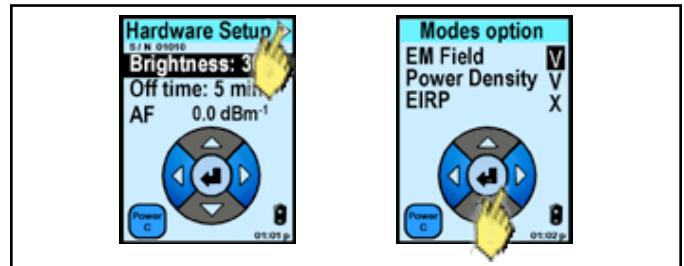 Hardware Setup
S/N 01010
Brightness: 3
Off time: 5 min
AF 0.0 dBm⁻¹
Power
C
01:01 p
Modes option
EM Field V
Power Density V
EIRP X
Power
C
01:02 p